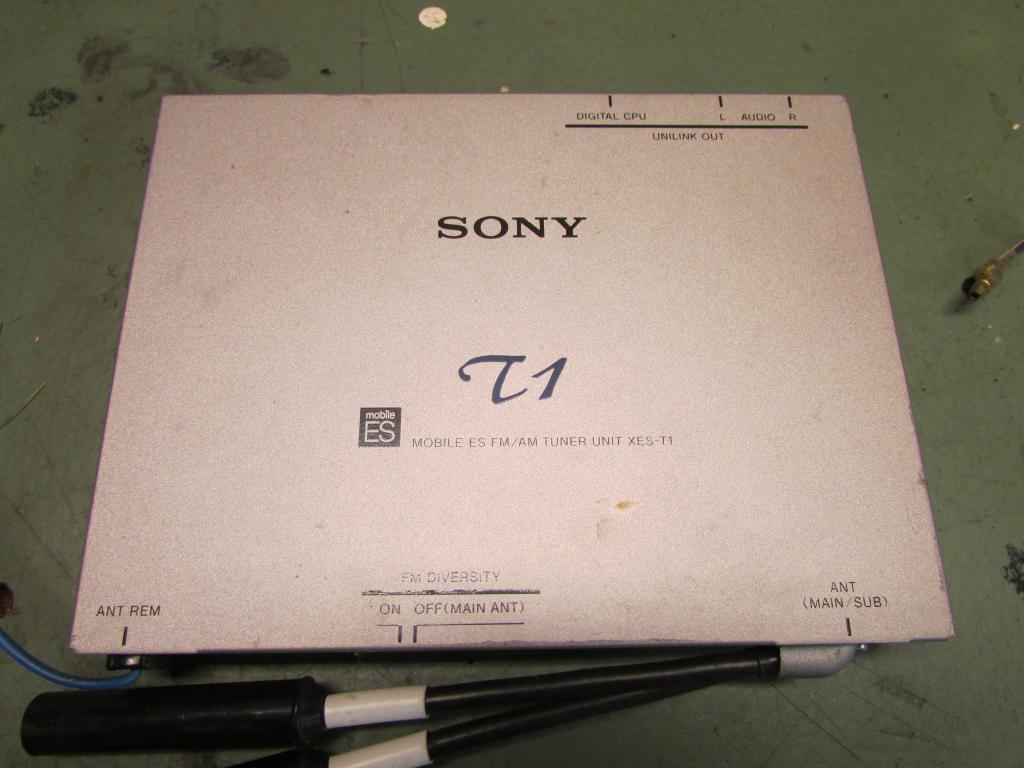 DIGITAL CPU L AUDIO R
UNILINK OUT
SONY
T1
mobile
ES
MOBILE ES FM/AM TUNER UNIT XES-T1
FM DIVERSITY
ON OFF(MAIN ANT)
ANT REM
ANT
(MAIN/SUB)